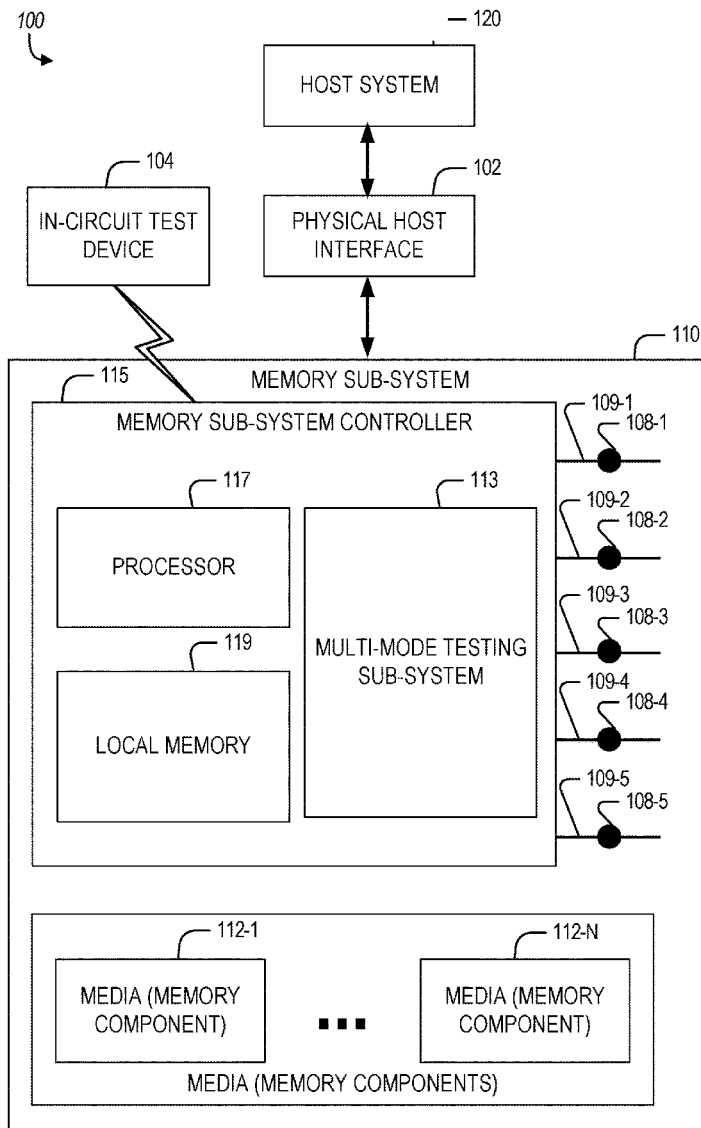 100
120
HOST SYSTEM
104
102
IN-CIRCUIT TEST
DEVICE
PHYSICAL HOST
INTERFACE
110
MEMORY SUB-SYSTEM
115
MEMORY SUB-SYSTEM CONTROLLER
117
PROCESSOR
119
LOCAL MEMORY
113
MULTI-MODE TESTING
SUB-SYSTEM
109-1
108-1
109-2
108-2
109-3
108-3
109-4
108-4
109-5
108-5
112-1
MEDIA (MEMORY
COMPONENT)
112-N
MEDIA (MEMORY
COMPONENT)
MEDIA (MEMORY COMPONENTS)